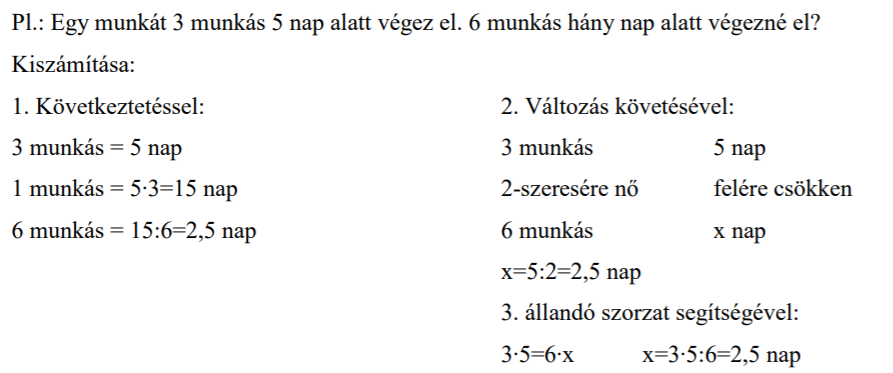 Pl.: Egy munkát 3 munkás 5 nap alatt végez el. 6 munkás hány nap alatt végezné el?
Kiszámítása:
1. Következtetéssel:
3 munkás = 5 nap
1 munkás = 5·3=15 nap
6 munkás = 15:6=2,5 nap
2. Változás követésével:
3 munkás 5 nap
2-szeresére nő felére csökken
6 munkás x nap
x=5:2=2,5 nap
3. állandó szorzat segítségével:
3·5=6·x x=3·5:6=2,5 nap